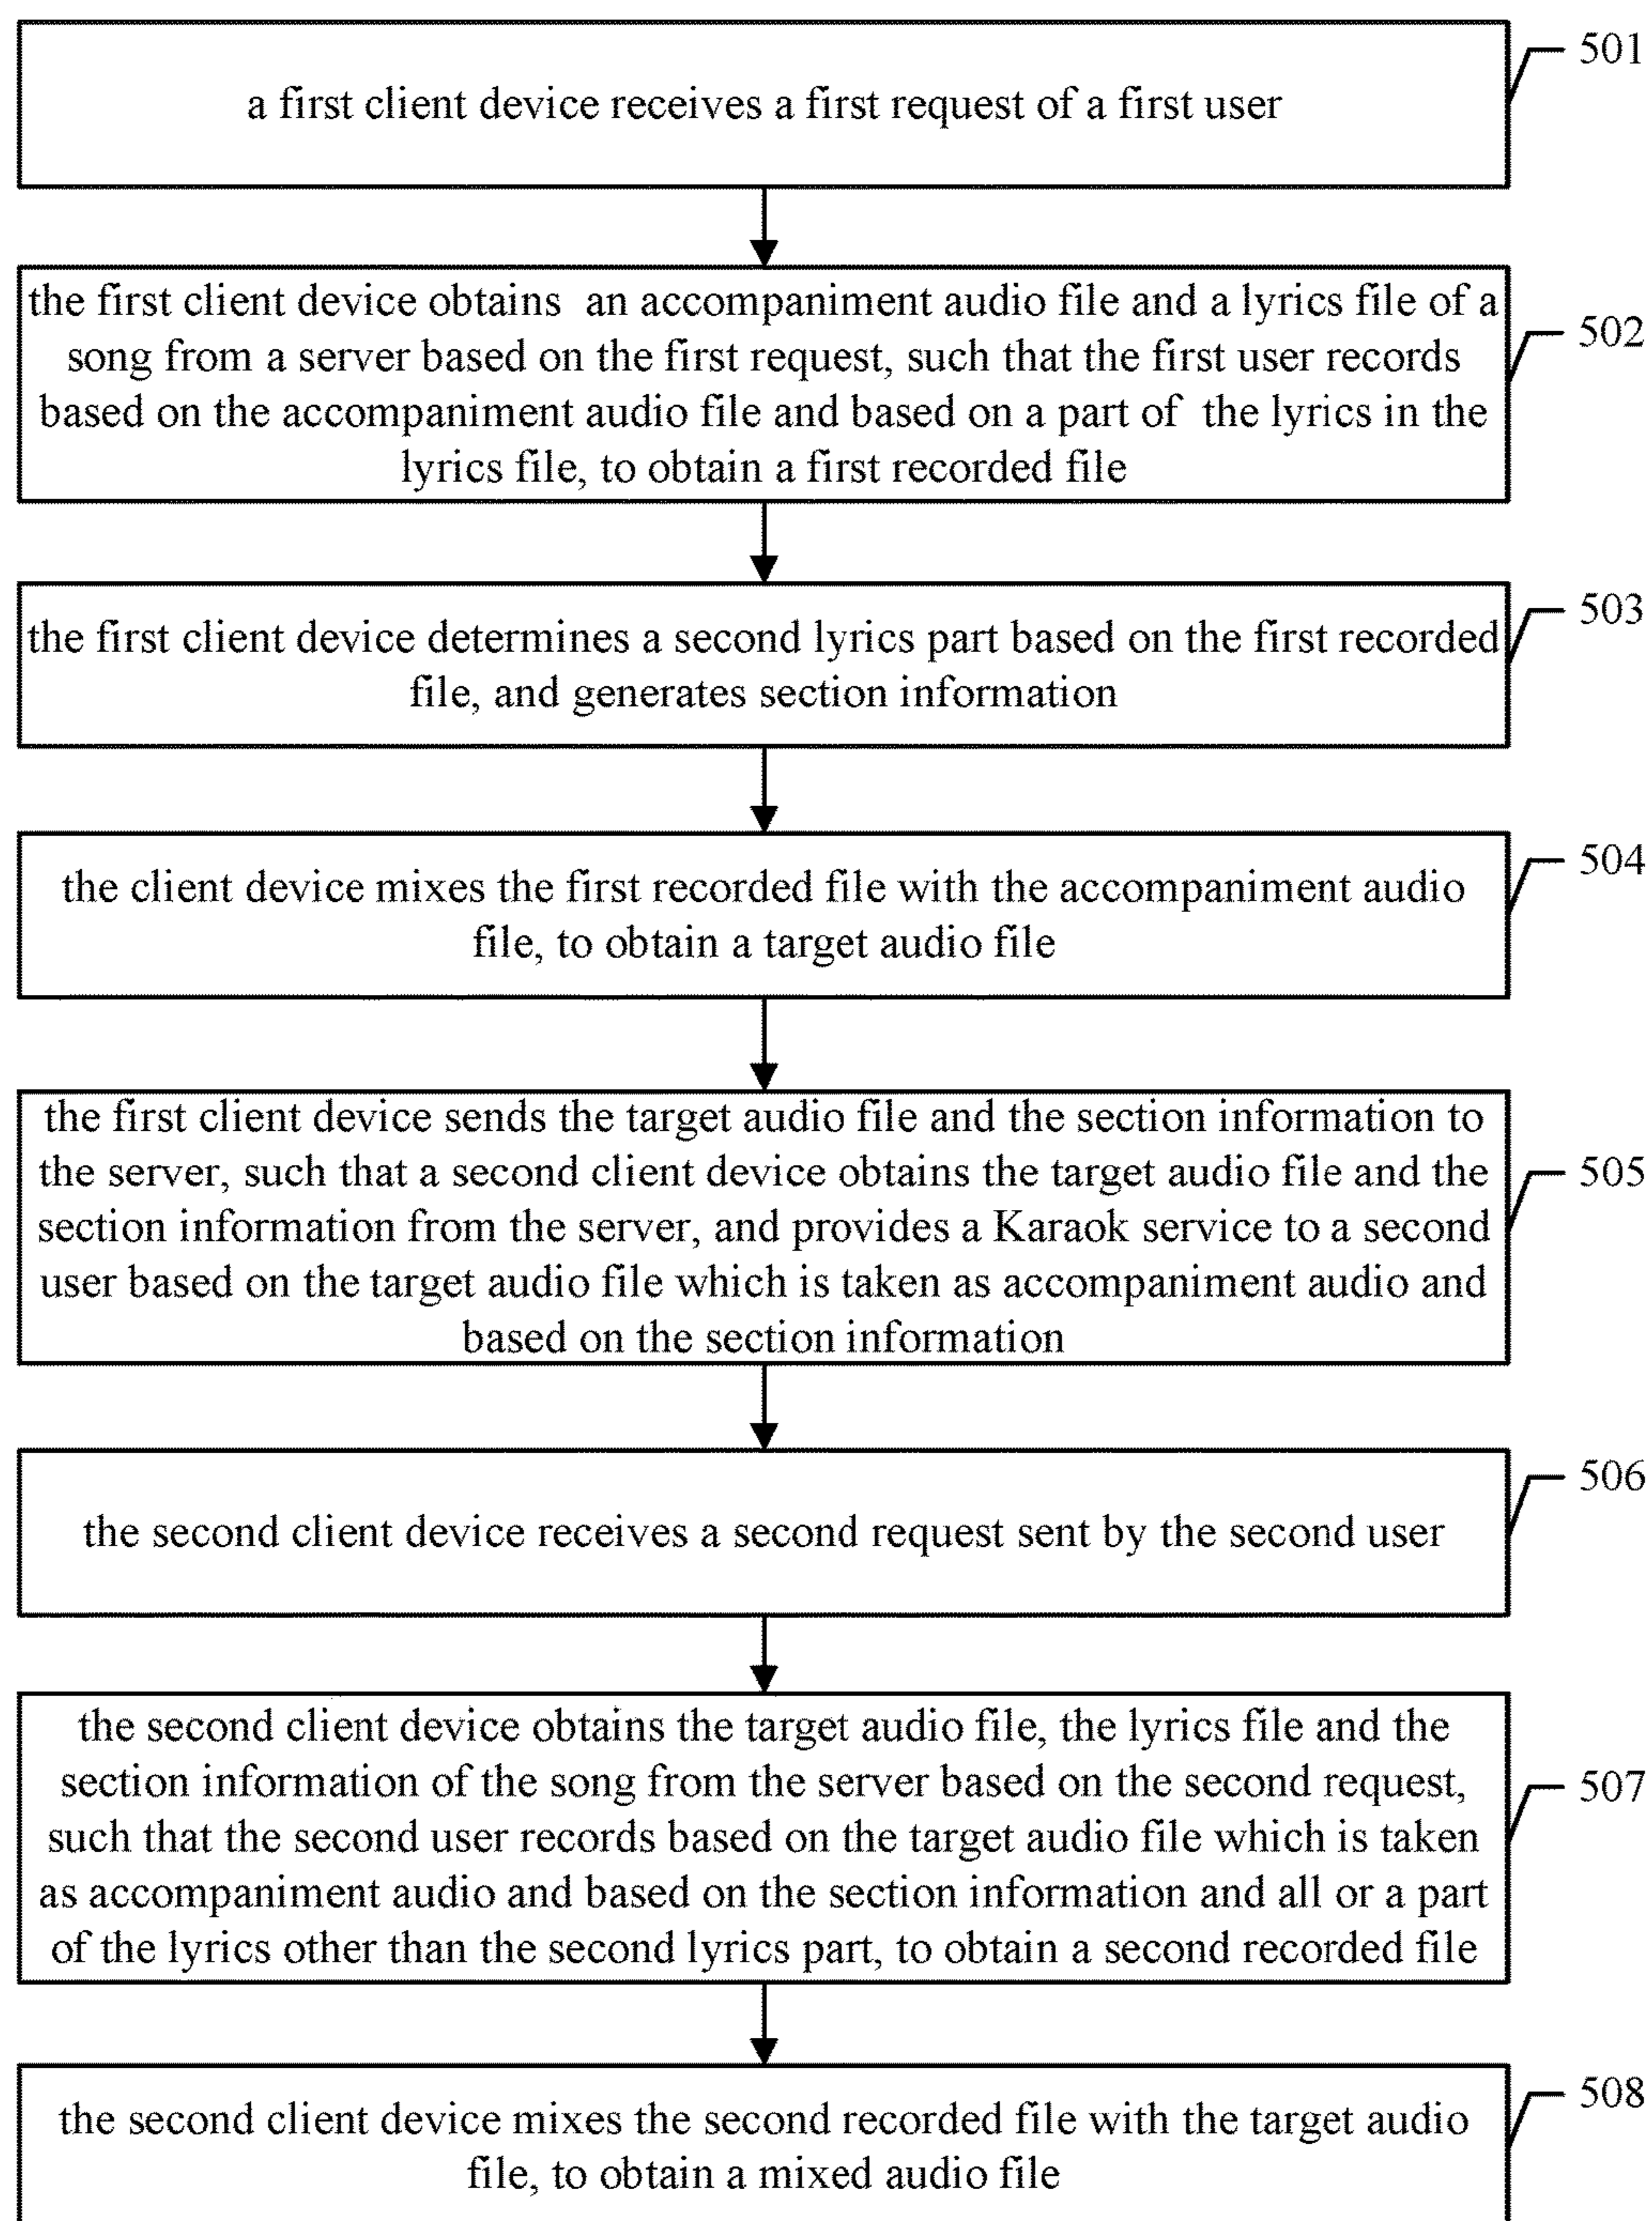 a first client device receives a first request of a first user
501
the first client device obtains an accompaniment audio file and a lyrics file of a
song from a server based on the first request, such that the first user records
based on the accompaniment audio file and based on a part of the lyrics in the
lyrics file, to obtain a first recorded file
502
the first client device determines a second lyrics part based on the first recorded
file, and generates section information
503
the client device mixes the first recorded file with the accompaniment audio
file, to obtain a target audio file
504
the first client device sends the target audio file and the section information to
the server, such that a second client device obtains the target audio file and the
section information from the server, and provides a Karaok service to a second
user based on the target audio file which is taken as accompaniment audio and
based on the section information
505
the second client device receives a second request sent by the second user
506
the second client device obtains the target audio file, the lyrics file and the
section information of the song from the server based on the second request,
such that the second user records based on the target audio file which is taken
as accompaniment audio and based on the section information and all or a part
of the lyrics other than the second lyrics part, to obtain a second recorded file
507
the second client device mixes the second recorded file with the target audio
file, to obtain a mixed audio file
508